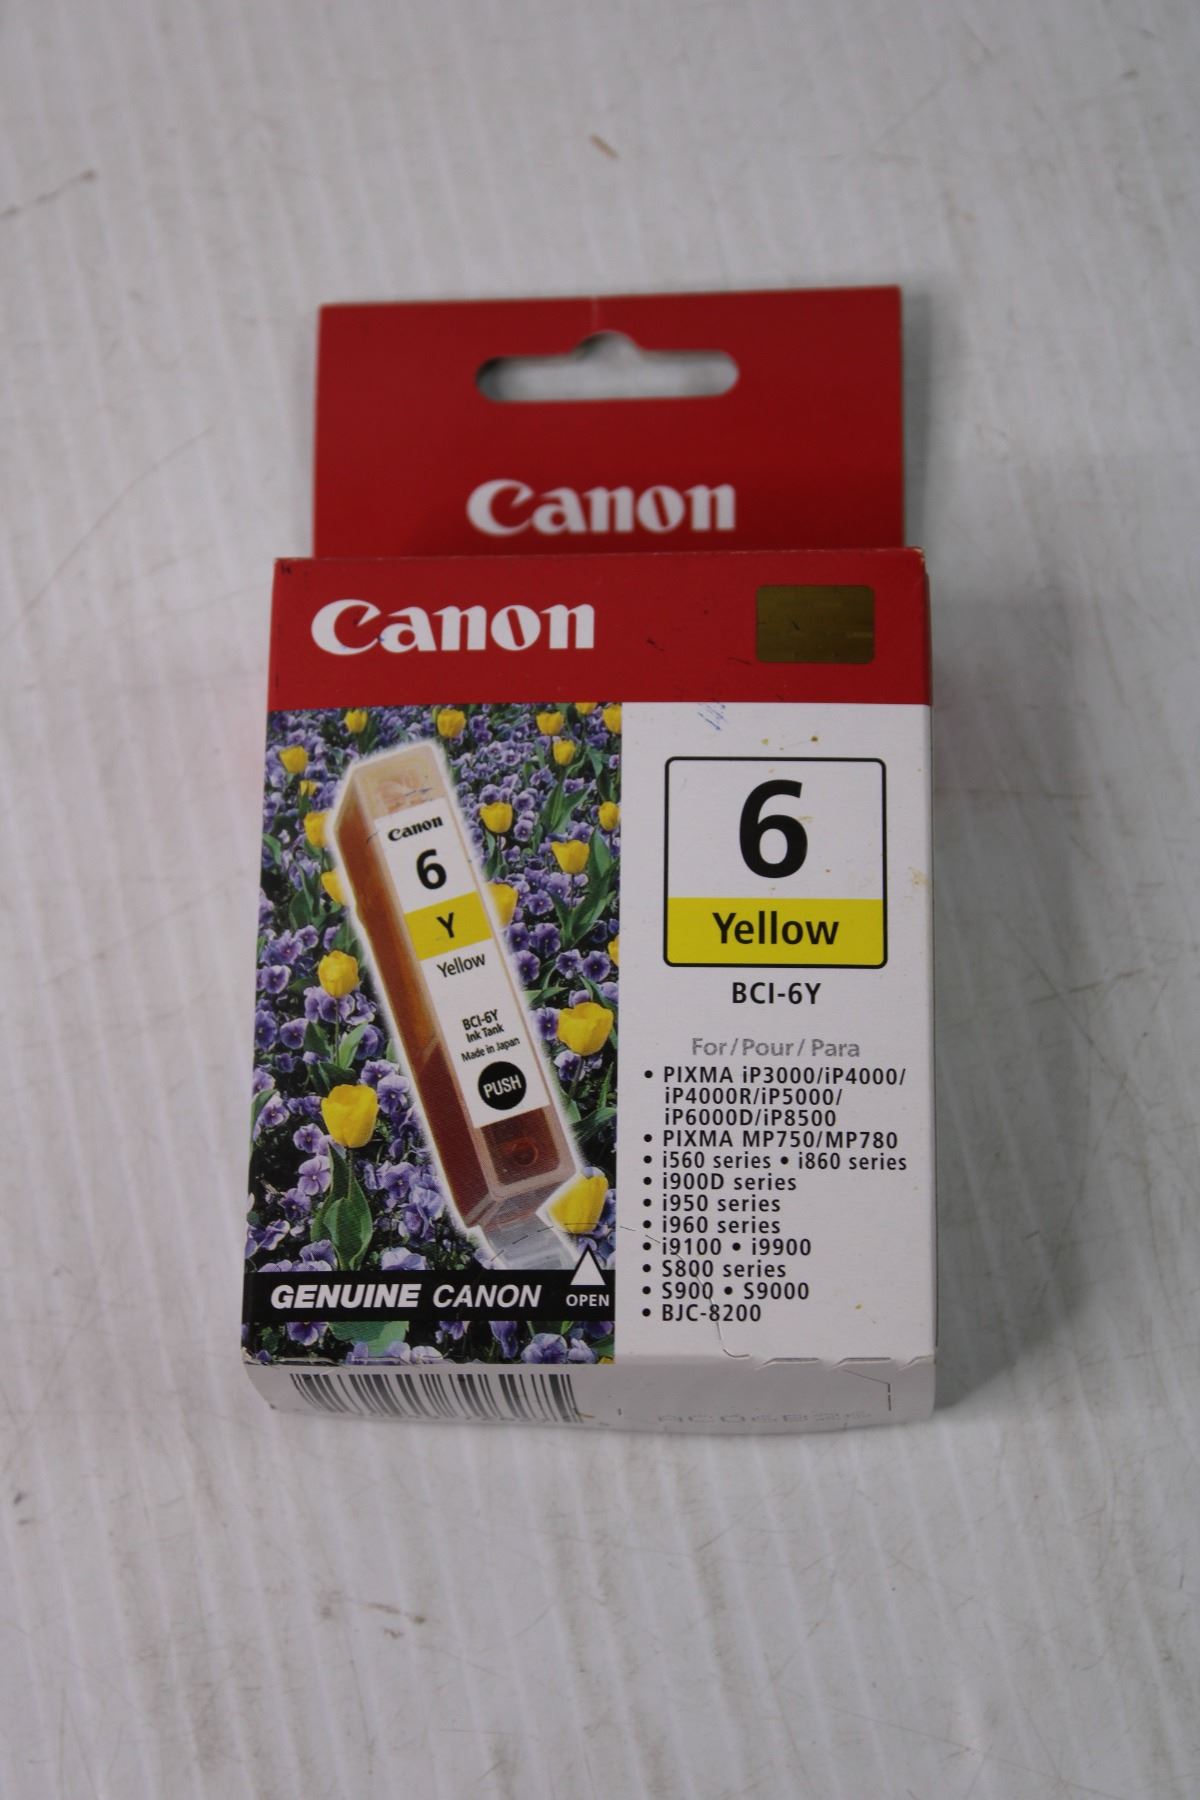 Canon
Canon
Canon
6
Y
Yellow
BCI-6Y
Ink Tank
Made in Japan
PUSH
GENUINE CANON
OPEN
6
Yellow
BCI-6Y
For/Pour/Para
• PIXMA iP3000/iP4000/
iP4000R/iP5000/
iP6000D/iP8500
• PIXMA MP750/MP780
• i560 series • i860 series
• i900D series
• i950 series
• i960 series
• i9100 • i9900
• S800 series
• S900 • S9000
• BJC-8200